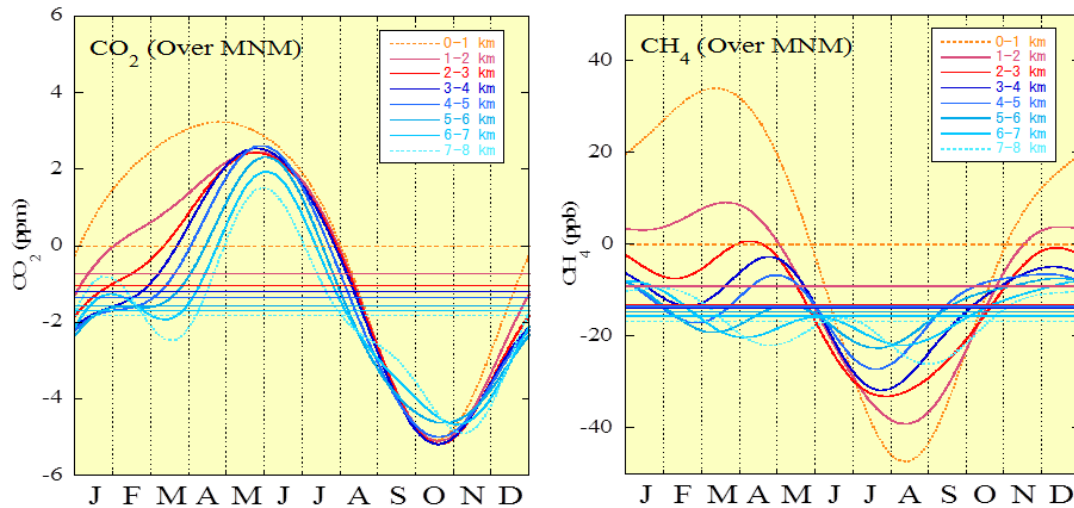 CO2 (Over MNM)
0-1 km
1-2 km
2-3 km
3-4 km
4-5 km
5-6 km
6-7 km
7-8 km
CO2 (ppm)
6
4
2
0
-2
-4
-6
J F M A M J J A S O N D
CH4 (Over MNM)
0-1 km
1-2 km
2-3 km
3-4 km
4-5 km
5-6 km
6-7 km
7-8 km
CH4 (ppb)
40
20
0
-20
-40
J F M A M J J A S O N D